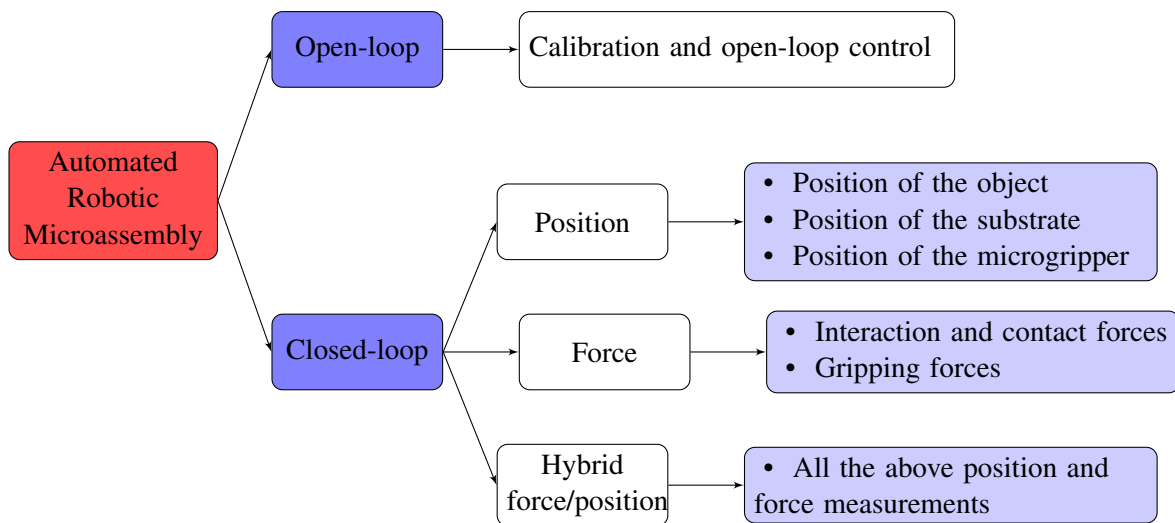 Open-loop
Calibration and open-loop control
Automated
Robotic
Microassembly
Position
• Position of the object
• Position of the substrate
• Position of the microgripper
Closed-loop
Force
• Interaction and contact forces
• Gripping forces
Hybrid
force/position
• All the above position and
force measurements